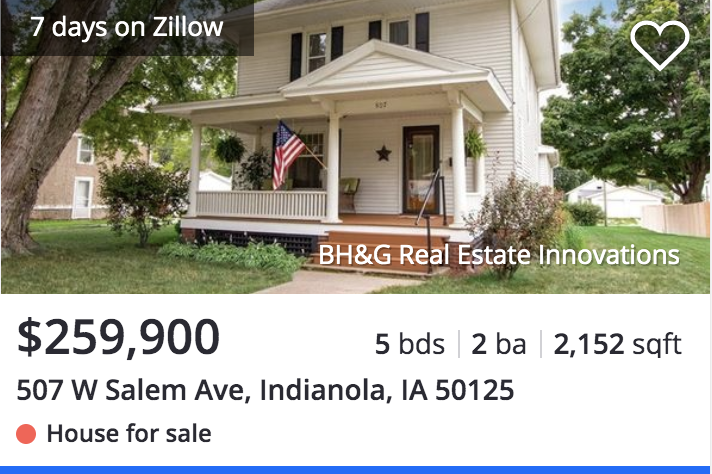 7 days on Zillow
507
BH&G Real Estate Innovations
$259,900
5 bds | 2 ba | 2,152 sqft
507 W Salem Ave, Indianola, IA 50125
House for sale